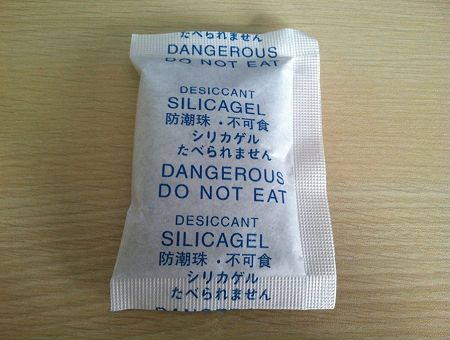 たべられません
DANGEROUS
DO NOT EAT
DESICCANT
SILICAGEL
防潮珠・不可食
シリカゲル
たべられません
DANGEROUS
DO NOT EAT
DESICCANT
SILICAGEL
防潮珠・不可食
シリカゲル
たべられません
DANGEROUS